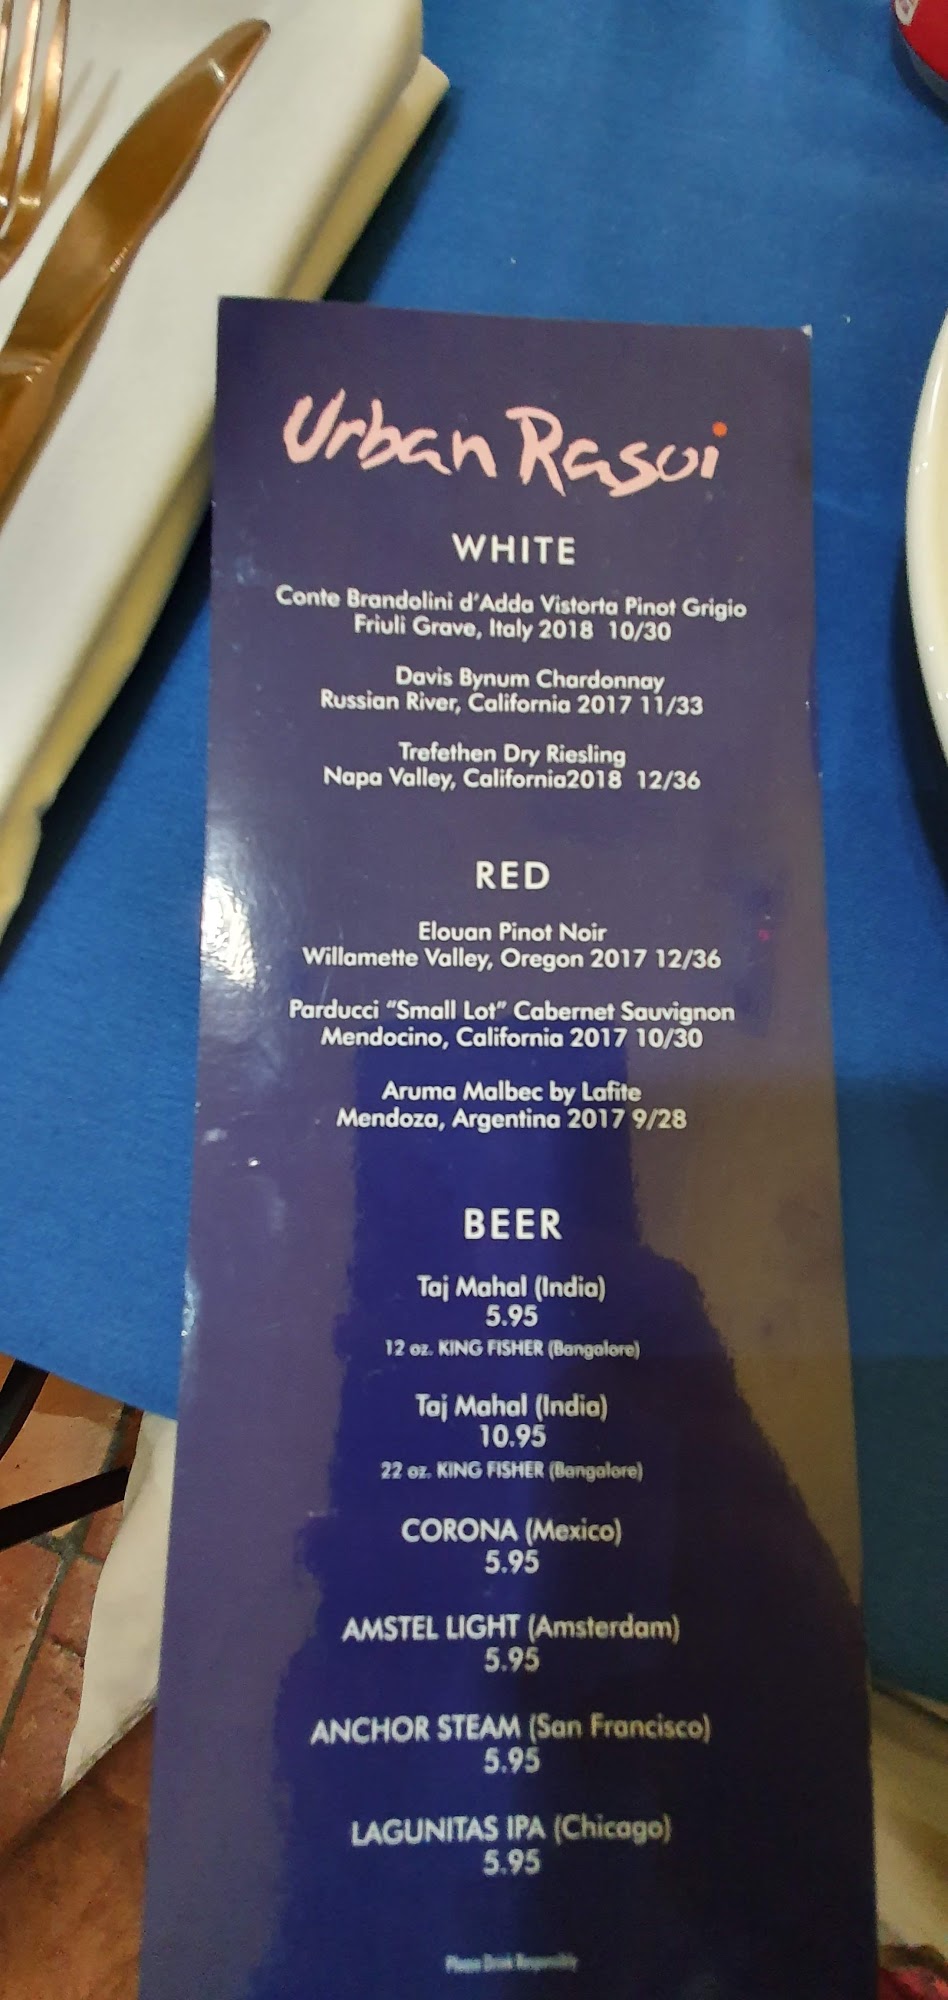 Urban Rasoi
WHITE
Conte Brandolini d'Adda Vistorta Pinot Grigio
Friuli Grave, Italy 2018 10/30
Davis Bynum Chardonnay
Russian River, California 2017 11/33
Trefethen Dry Riesling
Napa Valley, California2018 12/36
RED
Elouan Pinot Noir
Willamette Valley, Oregon 2017 12/36
Parducci "Small Lot" Cabernet Sauvignon
Mendocino, California 2017 10/30
Aruma Malbec by Lafite
Mendoza, Argentina 2017 9/28
BEER
Taj Mahal (India)
5.95
12 oz. KING FISHER (Bangalore)
Taj Mahal (India)
10.95
22 oz. KING FISHER (Bangalore)
CORONA (Mexico)
5.95
AMSTEL LIGHT (Amsterdam)
5.95
ANCHOR STEAM (San Francisco)
5.95
LAGUNITAS IPA (Chicago)
5.95
Please Drink Responsibly